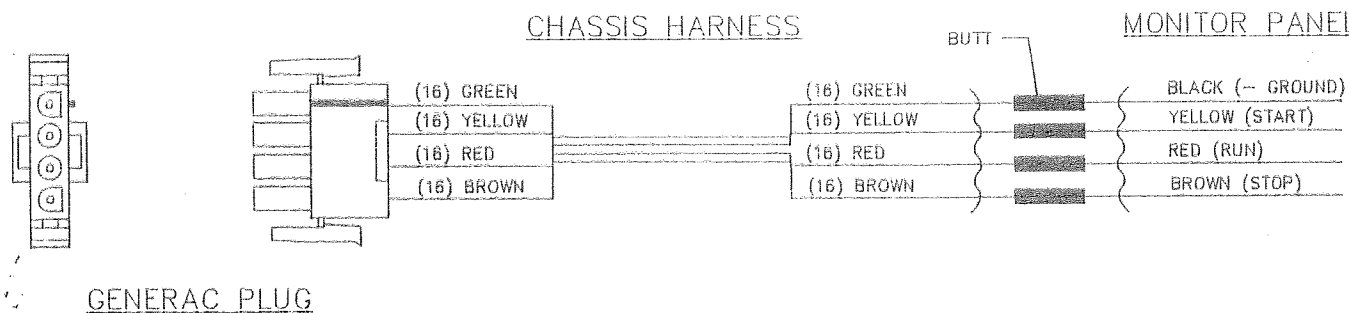 CHASSIS HARNESS
MONITOR PANEL
BUTT
(16) GREEN
(16) GREEN
BLACK (- GROUND)
(16) YELLOW
(16) YELLOW
YELLOW (START)
(16) RED
(16) RED
RED (RUN)
(16) BROWN
(16) BROWN
BROWN (STOP)
GENERAC PLUG